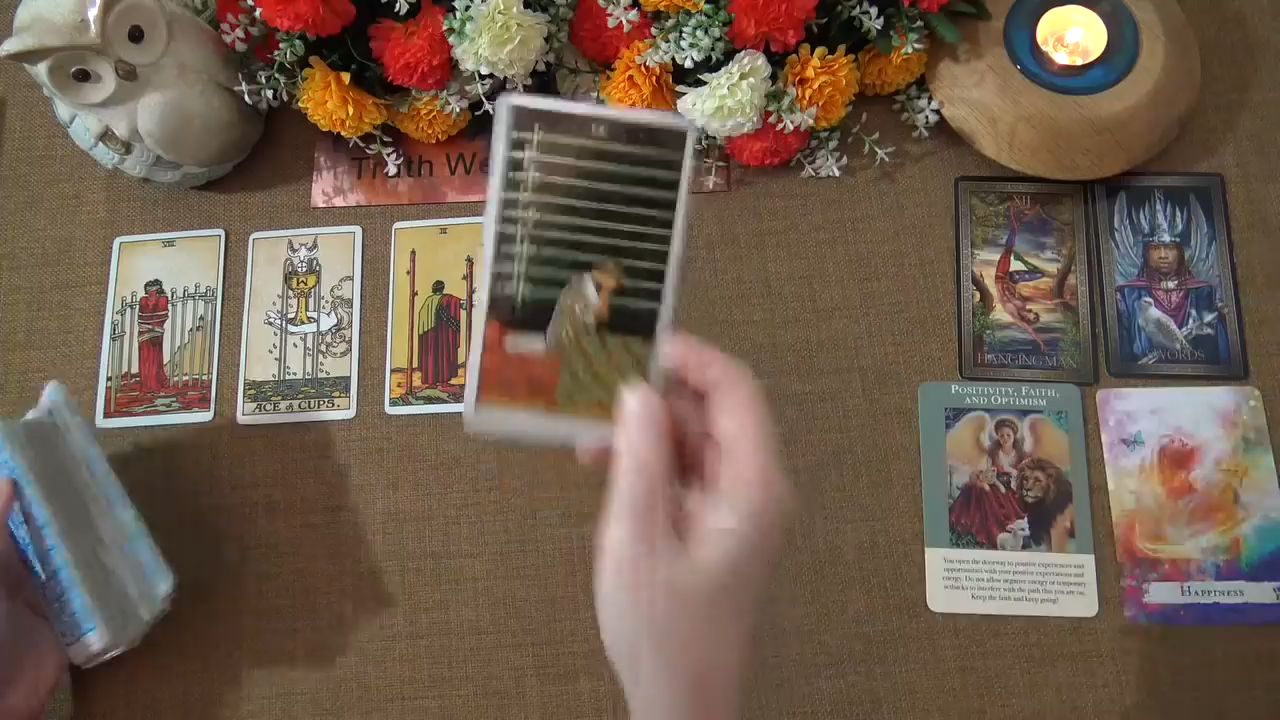 Truth We
VIII
ACE of CUPS.
III
XII
HANGING MAN
SWORDS
POSITIVITY, FAITH,
AND OPTIMISM
You open the doorway to positive experiences and
opportunities with your positive expectations and
energy. Do not allow negative energy or temporary
setbacks to interfere with the path that you are on.
Keep the faith and keep going!
HAPPINESS